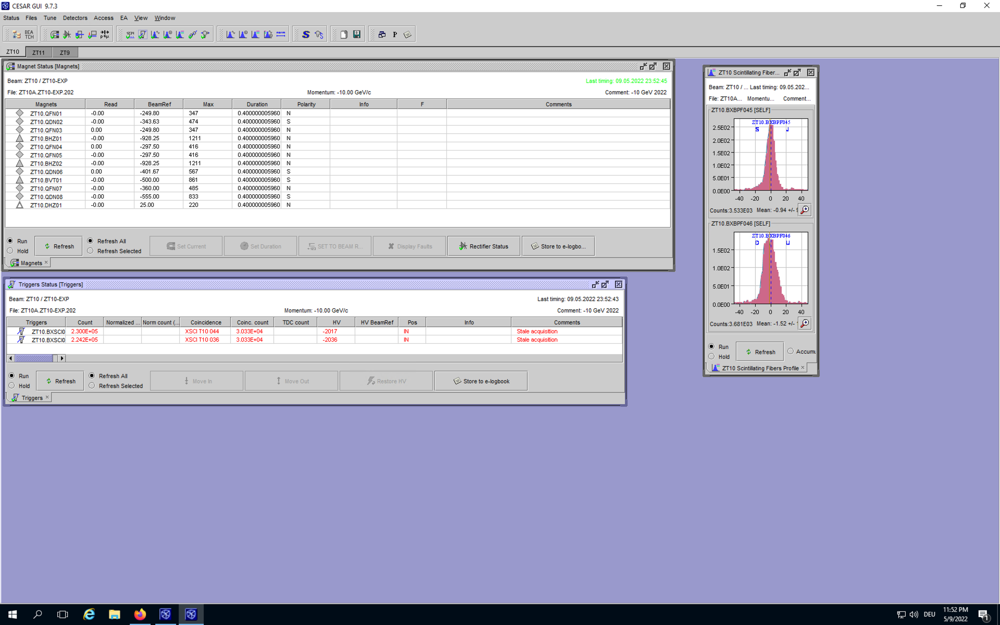 CESAR GUI 9.7.3
Status Files Tune Detectors Access EA View Window
BEA TCH
1234
norm
P
ZT10 ZT11 ZT9
Magnet Status [Magnets]
Beam: ZT10 / ZT10-EXP Last timing: 09.05.2022 23:52:45
File: ZT10A.ZT10-EXP.202 Momentum: -10.00 GeV/c Comment: -10 GeV 2022
Magnets Read BeamRef Max Duration Polarity Info F Comments
ZT10.QFN01 -0.00 -249.80 347 0.400000005960 N
ZT10.QDN02 -0.00 -343.63 474 0.400000005960 S
ZT10.QFN03 0.00 -249.80 347 0.400000005960 N
ZT10.BHZ01 -0.00 -928.25 1211 0.400000005960 N
ZT10.QFN04 0.00 -297.50 416 0.400000005960 N
ZT10.QFN05 -0.00 -297.50 416 0.400000005960 N
ZT10.BHZ02 -0.00 -928.25 1211 0.400000005960 N
ZT10.QDN06 0.00 -401.67 567 0.400000005960 S
ZT10.BVT01 -0.00 -500.00 861 0.400000005960 S
ZT10.QFN07 -0.00 -360.00 485 0.400000005960 N
ZT10.QDN08 -0.00 -555.00 833 0.400000005960 S
ZT10.DHZ01 -0.00 25.00 220 0.400000005960 N
Run Hold Refresh Refresh All Refresh Selected Set Current Set Duration SET TO BEAM R... Display Faults Rectifier Status Store to e-logbo...
Magnets
Triggers Status [Triggers]
Beam: ZT10 / ZT10-EXP Last timing: 09.05.2022 23:52:43
File: ZT10A.ZT10-EXP.202 Momentum: -10.00 GeV/c Comment: -10 GeV 2022
Triggers Count Normalized ... Norm count (... Coincidence Coinc. count TDC count HV HV BeamRef Pos Info Comments
ZT10.BXSCI0 2.300E+05 XSCI T10 044 3.033E+04 -2017 IN Stale acquisition
ZT10.BXSCI0 2.242E+05 XSCI T10 036 3.033E+04 -2036 IN Stale acquisition
Run Hold Refresh Refresh All Refresh Selected Move In Move Out Restore HV Store to e-logbook
Triggers
ZT10 Scintillating Fiber...
Beam: ZT10 / ... Last timing: 09.05.202...
File: ZT10A... Momentu... Comment...
ZT10.BXBPF045 [SELF]
ZT10.BXBPF045
S J
2.5E02
2.0E02
1.5E02
1.0E02
5.0E01
0.0E00
-40 -20 0 20 40
Counts:3.533E03 Mean: -0.94 +/-
ZT10.BXBPF046 [SELF]
ZT10.BXBPF046
D U
1.5E02
1.0E02
5.0E01
0.0E00
-40 -20 0 20 40
Counts:3.681E03 Mean: -1.52 +/-
Run Hold Refresh Accumu
ZT10 Scintillating Fibers Profile
DEU
11:52 PM
5/9/2022
1